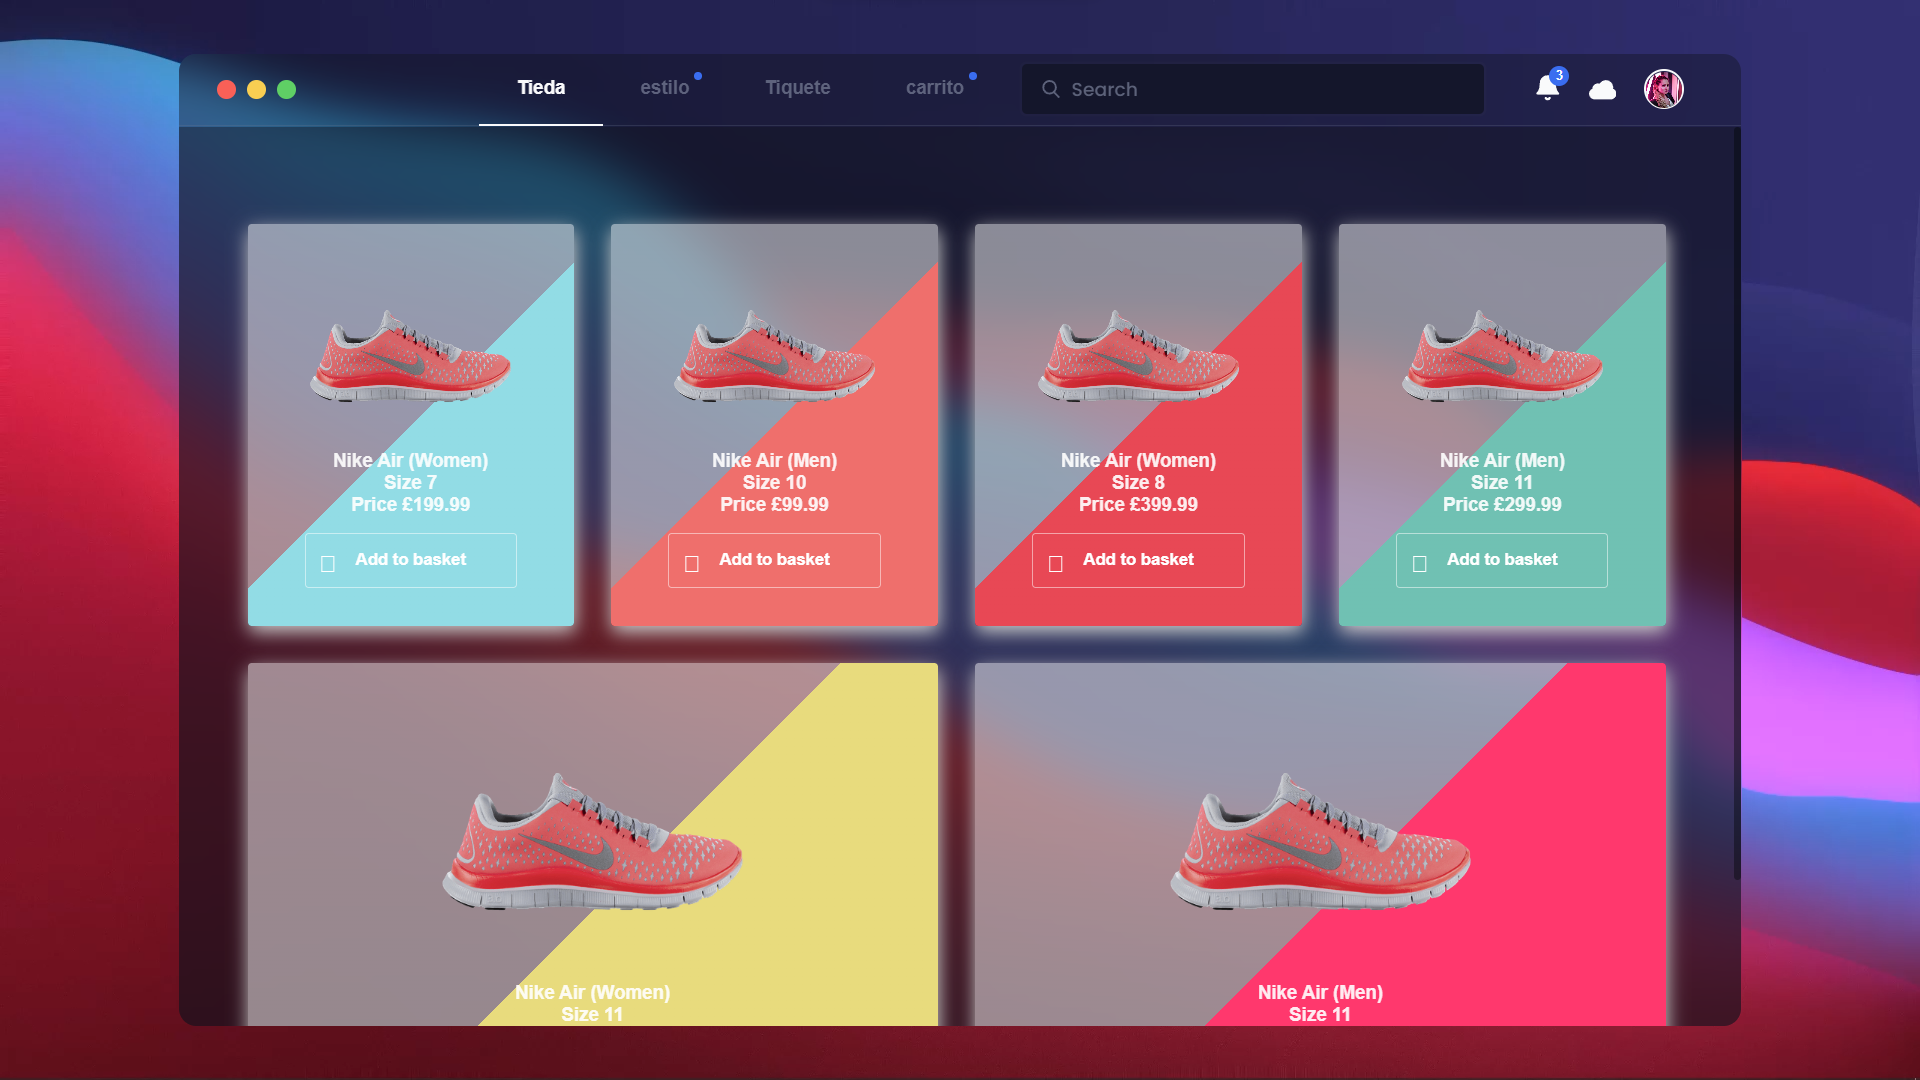 Tieda
estilo
Tiquete
carrito
Search
3
Nike Air (Women)
Size 7
Price £199.99
Add to basket
Nike Air (Men)
Size 10
Price £99.99
Add to basket
Nike Air (Women)
Size 8
Price £399.99
Add to basket
Nike Air (Men)
Size 11
Price £299.99
Add to basket
Nike Air (Women)
Size 11
Nike Air (Men)
Size 11